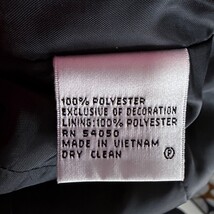 100% POLYESTER
EXCLUSIVE OF DECORATION
LINING: 100% POLYESTER
RN 54050
MADE IN VIETNAM
DRY CLEAN
P